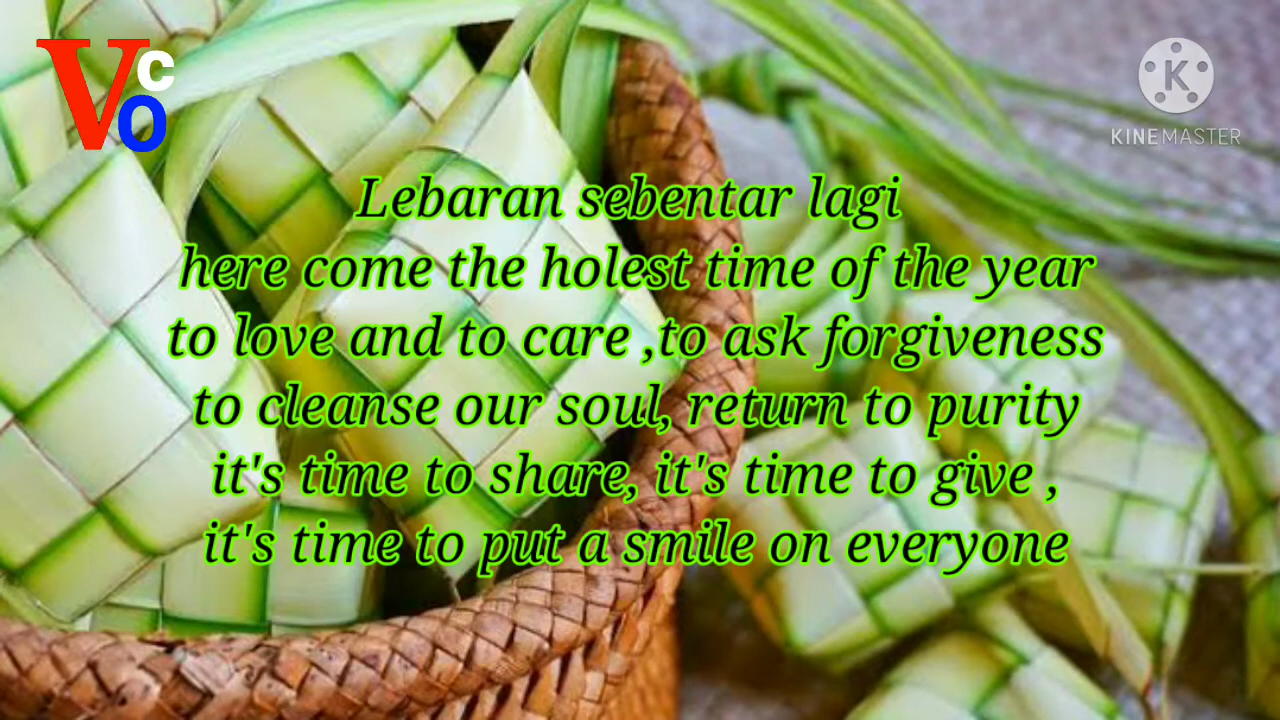 Vco
KINEMASTER
Lebaran sebentar lagi
here come the holest time of the year
to love and to care ,to ask forgiveness
to cleanse our soul, return to purity
it's time to share, it's time to give ,
it's time to put a smile on everyone